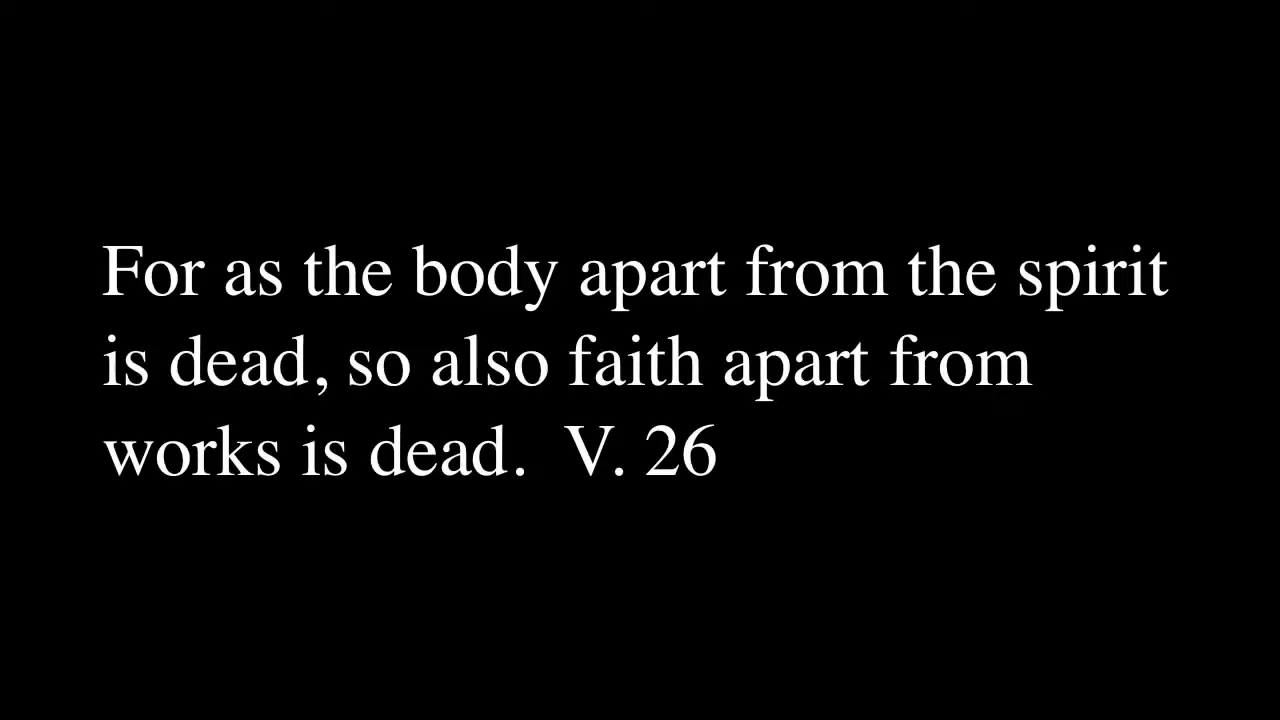 For as the body apart from the spirit
is dead, so also faith apart from
works is dead.  V. 26